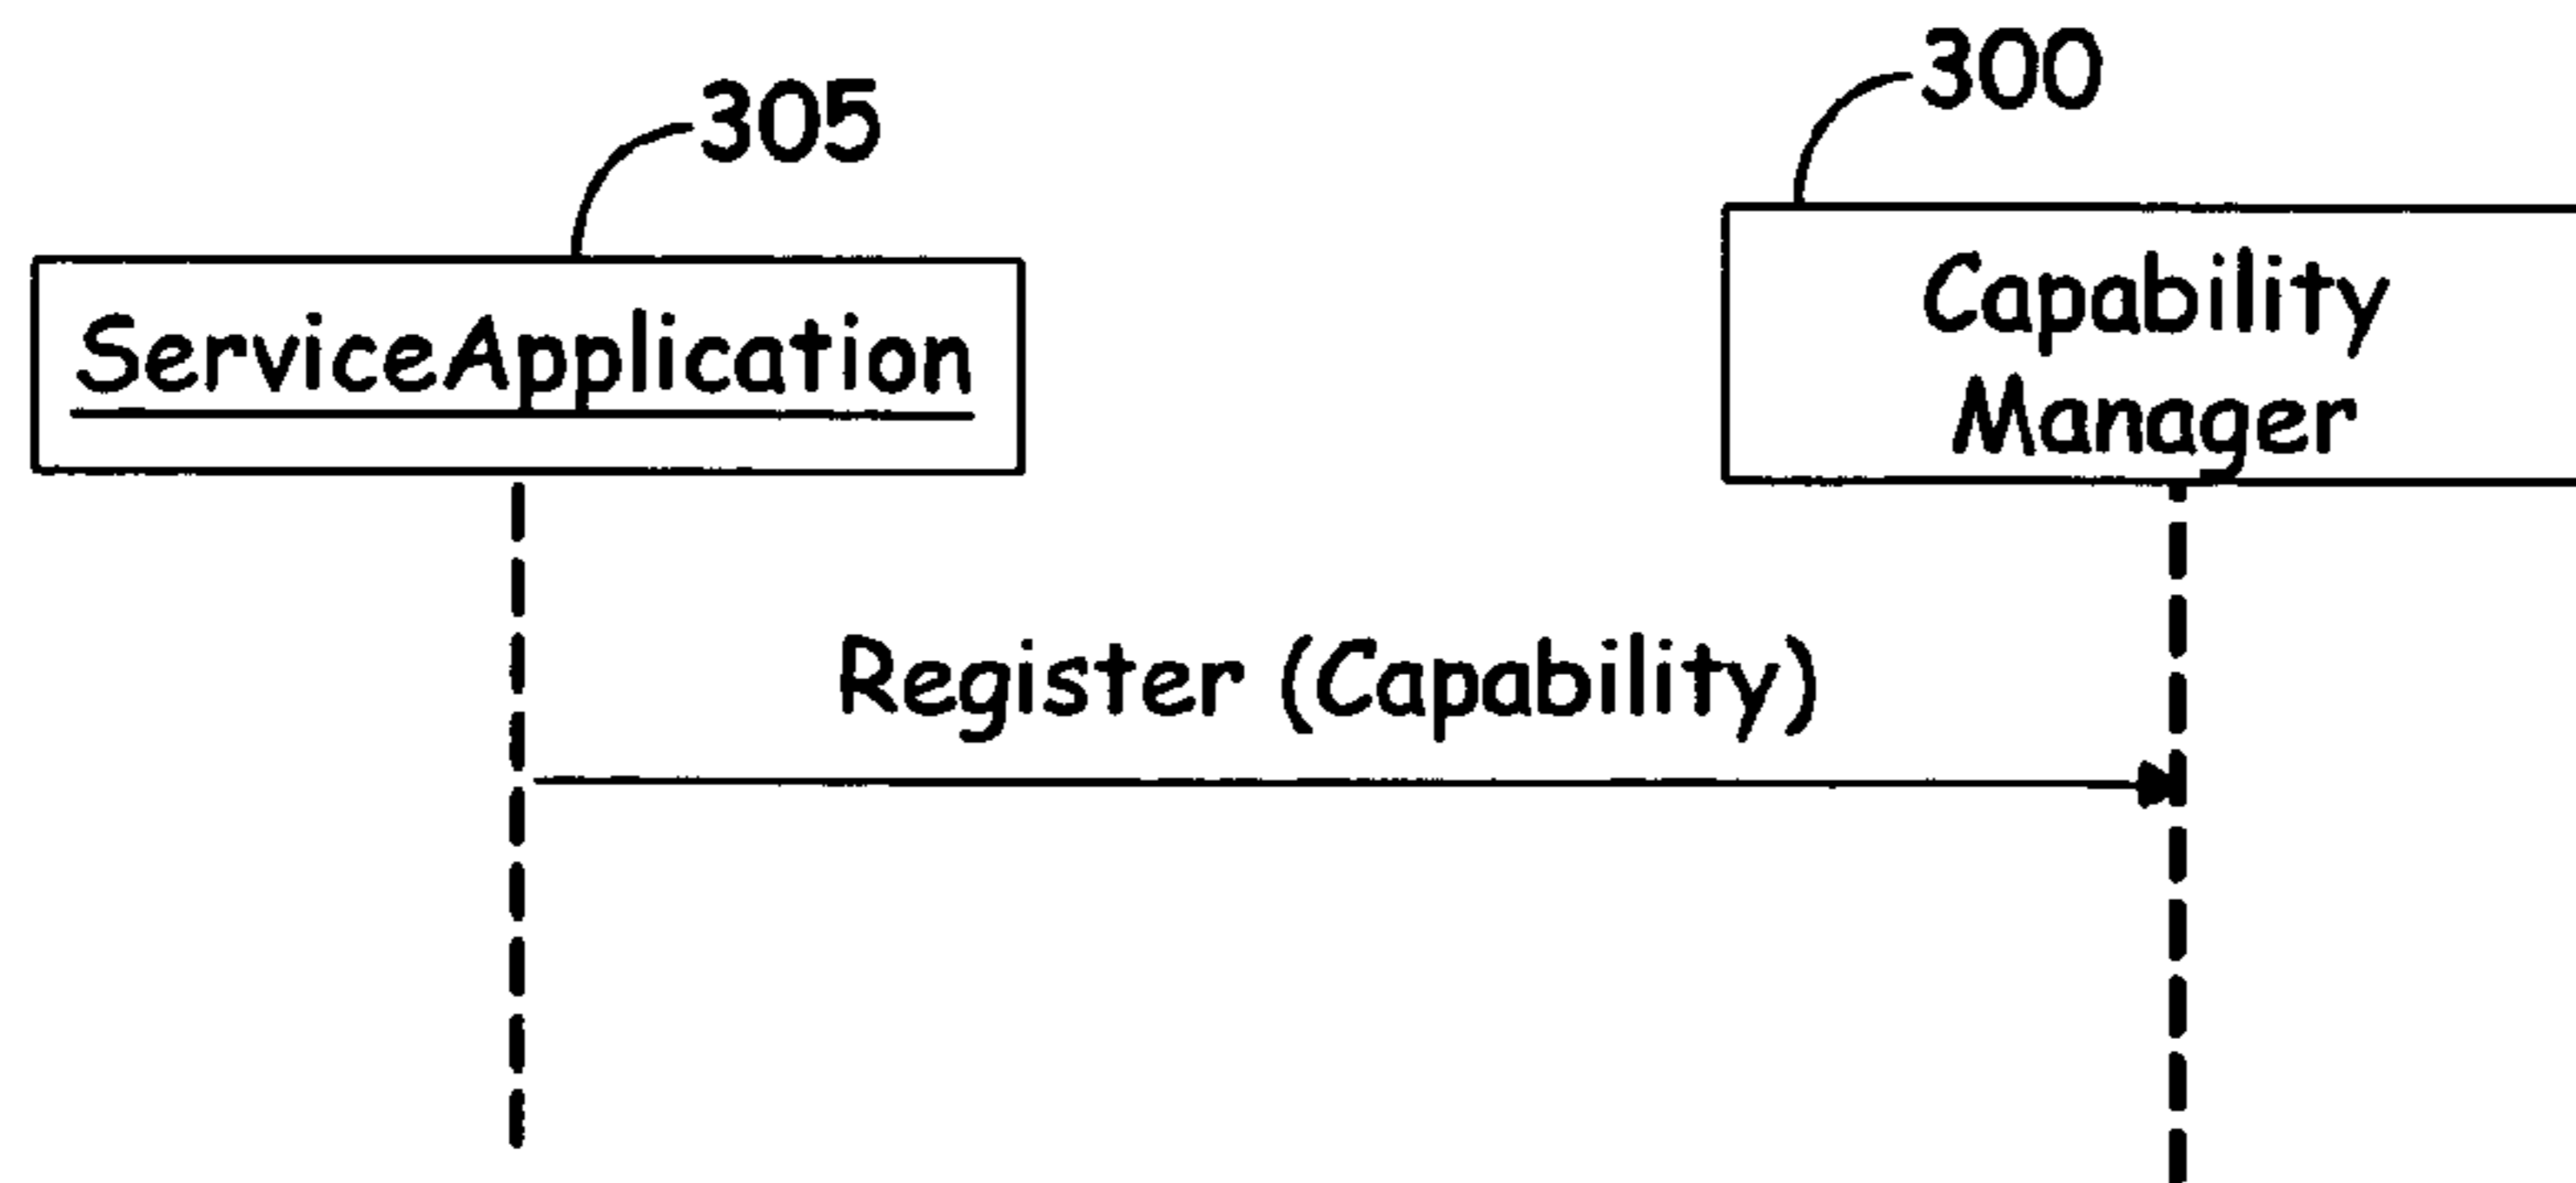 305
300
ServiceApplication
Capability
Manager
Register (Capability)